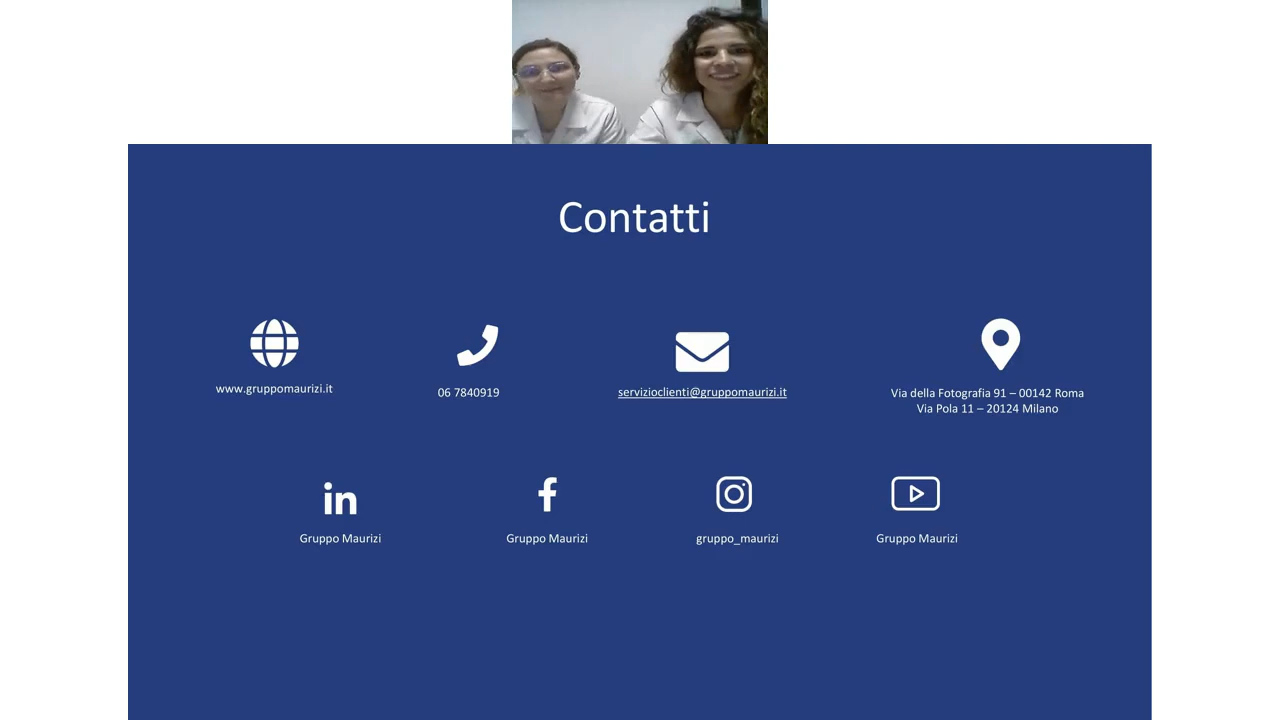 Contatti
www.gruppomaurizi.it
06 7840919
servizioclienti@gruppomaurizi.it
Via della Fotografia 91 – 00142 Roma
Via Pola 11 – 20124 Milano
in
Gruppo Maurizi
f
Gruppo Maurizi
gruppo_maurizi
Gruppo Maurizi